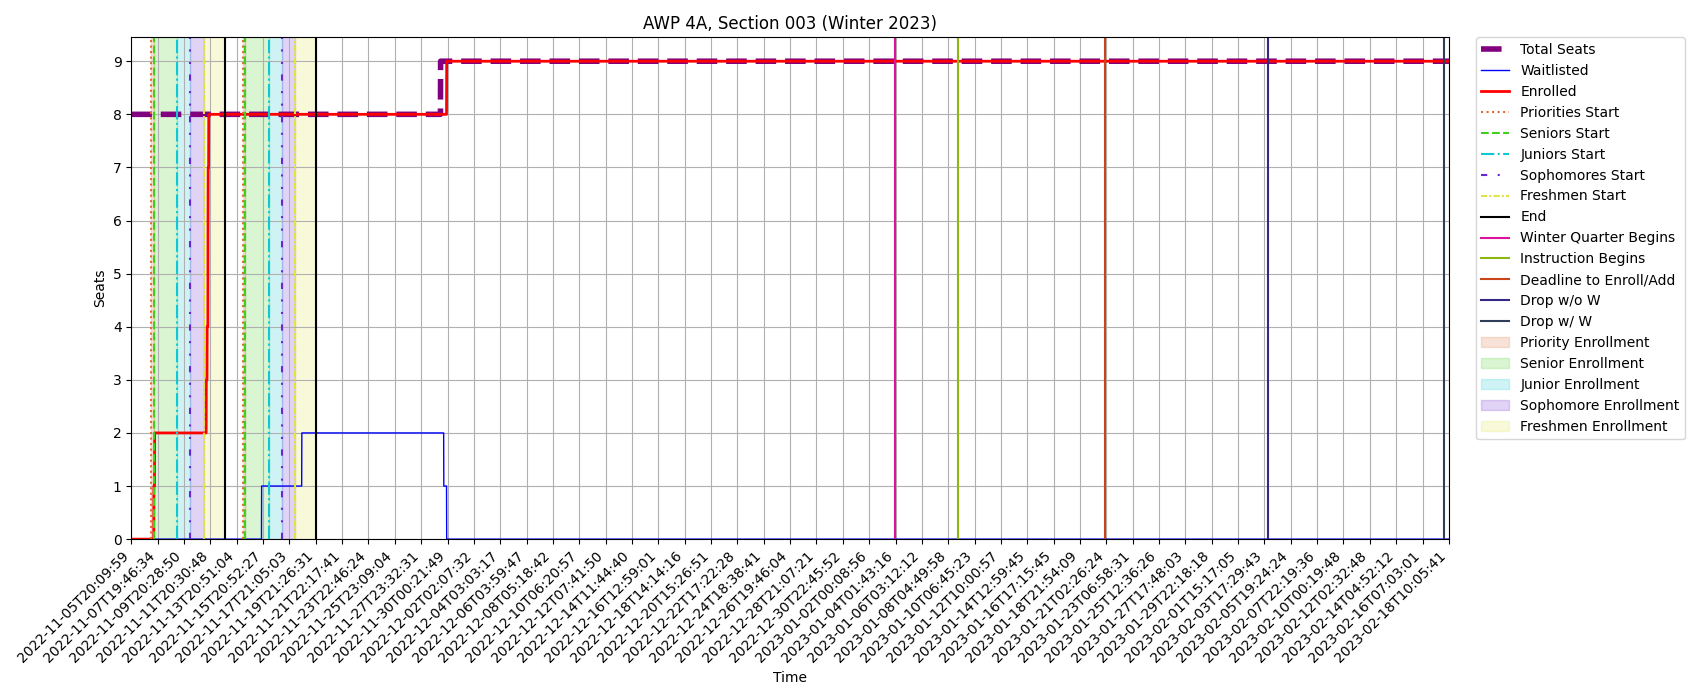 AWP 4A, Section 003 (Winter 2023)
Seats
9
8
7
6
5
4
3
2
1
0
2022-11-05T20:09:59
2022-11-07T19:46:34
2022-11-09T20:28:50
2022-11-11T20:30:48
2022-11-13T20:51:04
2022-11-15T20:52:27
2022-11-17T21:05:03
2022-11-19T21:26:31
2022-11-21T22:17:41
2022-11-23T22:46:24
2022-11-25T23:09:04
2022-11-27T23:32:31
2022-11-30T00:21:49
2022-12-02T02:07:32
2022-12-04T03:03:17
2022-12-06T03:59:47
2022-12-08T05:18:42
2022-12-10T06:20:57
2022-12-12T07:41:50
2022-12-14T11:44:40
2022-12-16T12:59:01
2022-12-18T14:14:16
2022-12-20T15:26:51
2022-12-22T17:22:28
2022-12-24T18:38:41
2022-12-26T19:46:04
2022-12-28T21:07:21
2022-12-30T22:45:52
2023-01-02T00:08:56
2023-01-04T01:43:16
2023-01-06T03:12:12
2023-01-08T04:49:58
2023-01-10T06:45:23
2023-01-12T10:00:57
2023-01-14T12:59:45
2023-01-16T17:15:45
2023-01-18T21:54:09
2023-01-21T02:26:24
2023-01-23T06:58:31
2023-01-25T12:36:26
2023-01-27T17:48:03
2023-01-29T22:18:18
2023-02-01T15:17:05
2023-02-03T17:29:43
2023-02-05T19:24:24
2023-02-07T22:19:36
2023-02-10T00:19:48
2023-02-12T02:32:48
2023-02-14T04:52:12
2023-02-16T07:03:01
2023-02-18T10:05:41
Time
Total Seats
Waitlisted
Enrolled
Priorities Start
Seniors Start
Juniors Start
Sophomores Start
Freshmen Start
End
Winter Quarter Begins
Instruction Begins
Deadline to Enroll/Add
Drop w/o W
Drop w/ W
Priority Enrollment
Senior Enrollment
Junior Enrollment
Sophomore Enrollment
Freshmen Enrollment